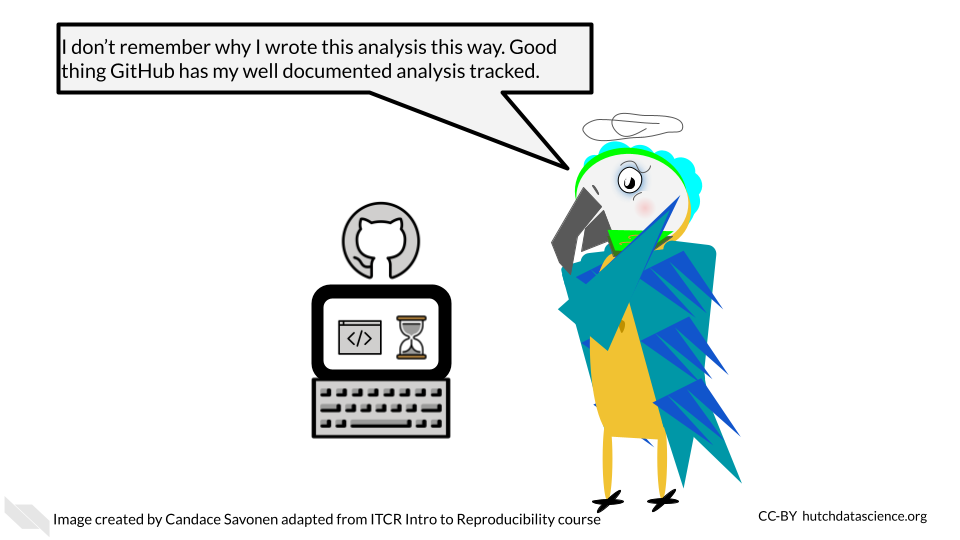 I don’t remember why I wrote this analysis this way. Good
thing GitHub has my well documented analysis tracked.
</>
Image created by Candace Savonen adapted from ITCR Intro to Reproducibility course
CC-BY hutchdatascience.org